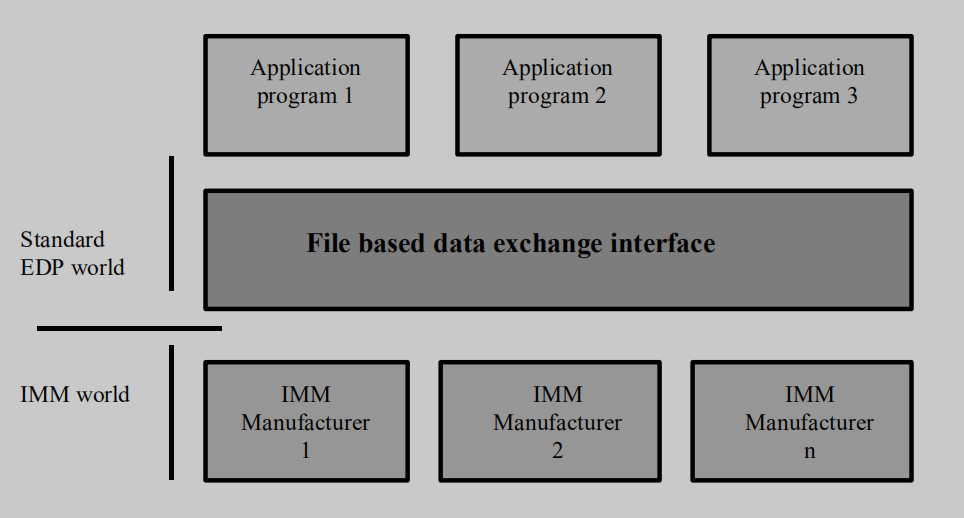 Application
program 1
Application
program 2
Application
program 3
Standard
EDP world
File based data exchange interface
IMM world
IMM
Manufacturer
1
IMM
Manufacturer
2
IMM
Manufacturer
n